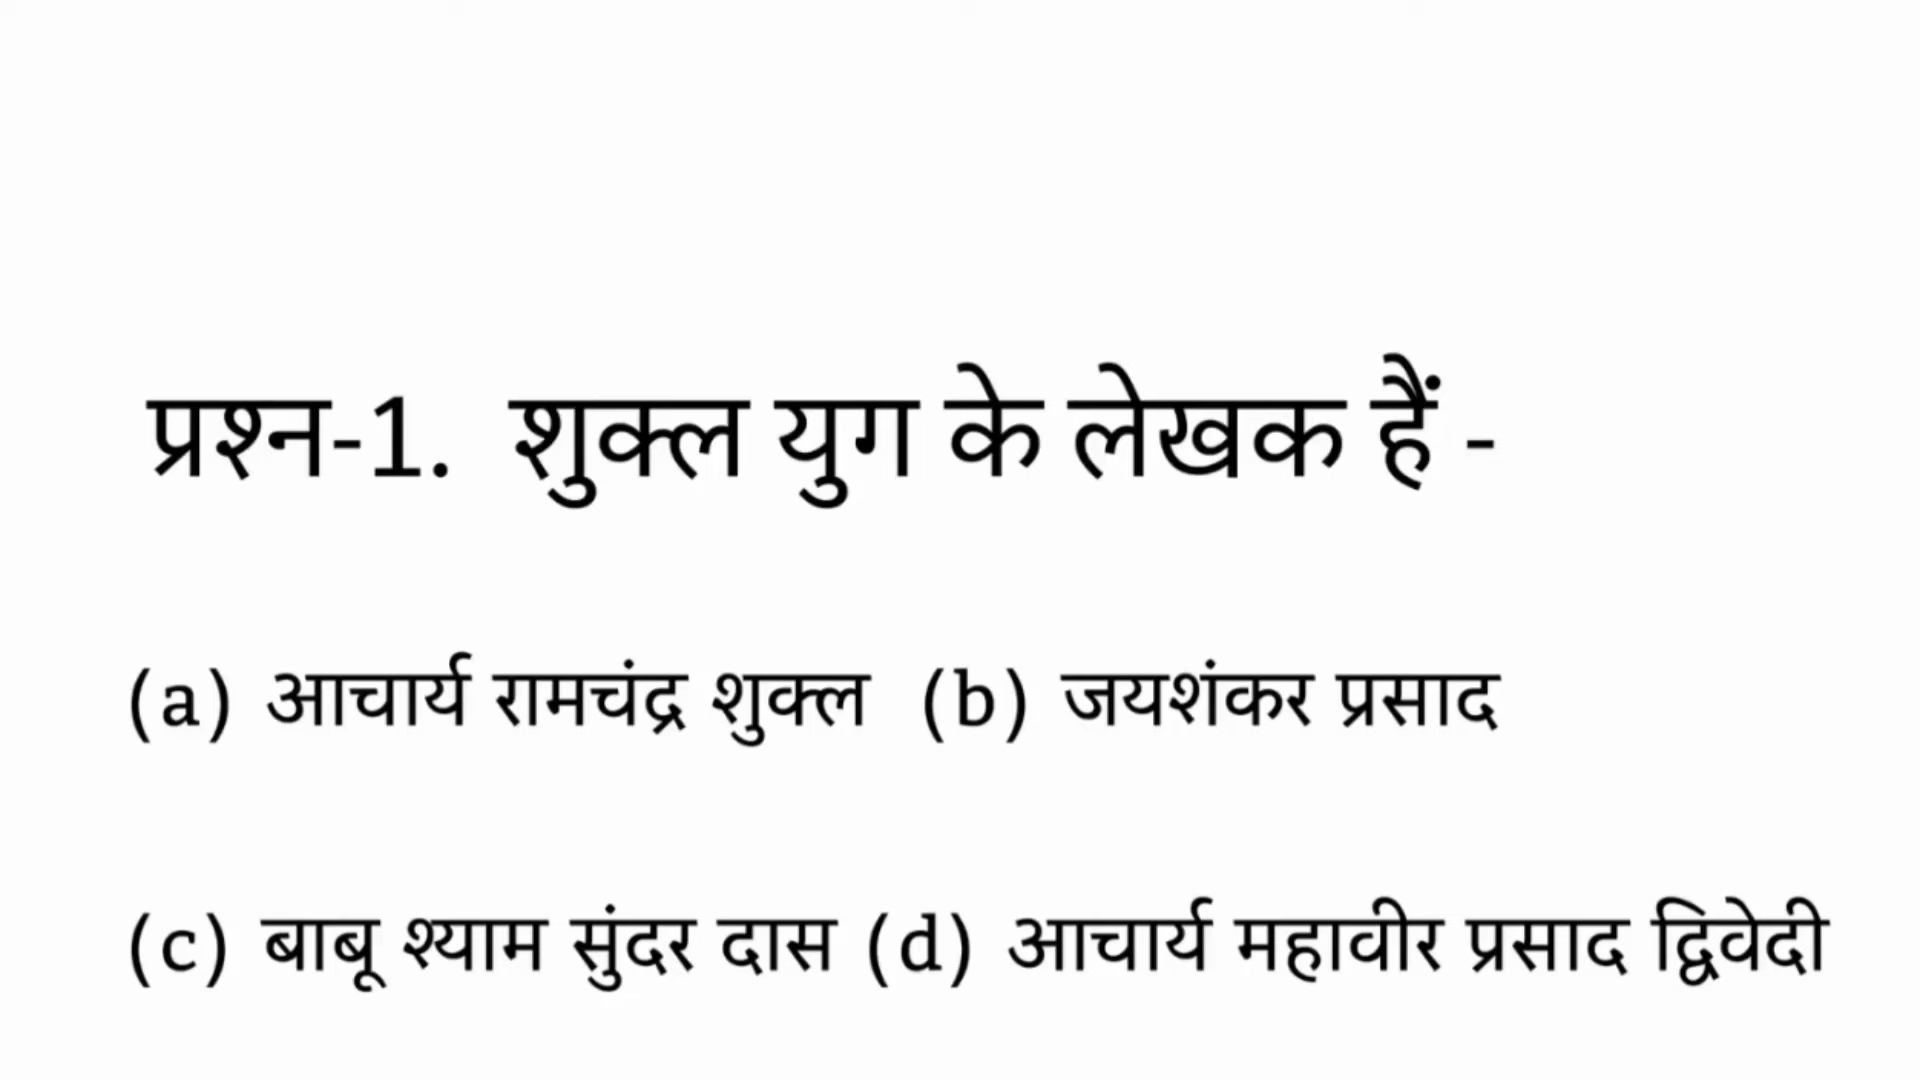 प्रश्न-1. शुक्ल युग के लेखक हैं -
(a) आचार्य रामचंद्र शुक्ल (b) जयशंकर प्रसाद
(c) बाबू श्याम सुंदर दास (d) आचार्य महावीर प्रसाद द्विवेदी